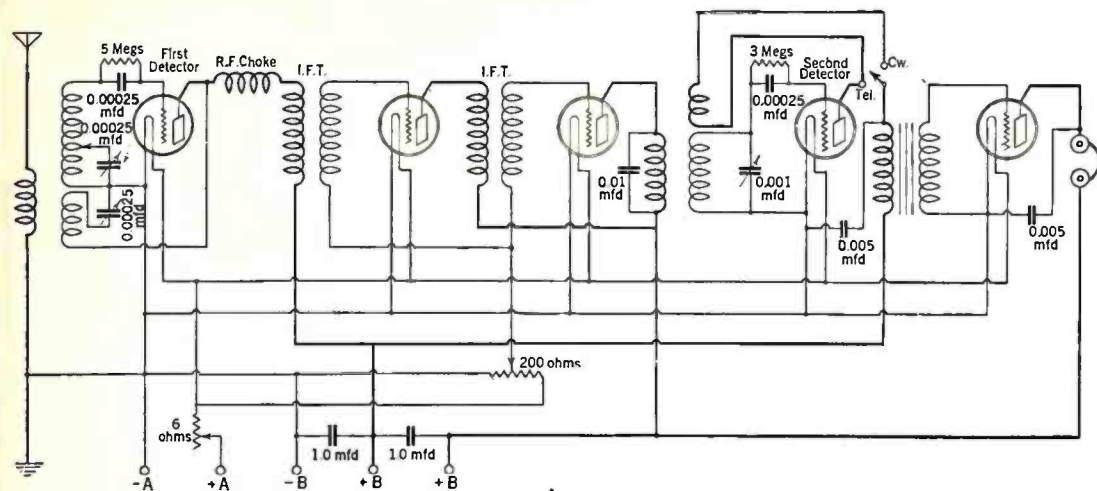 5 Megs
First
Detector
R.F.Choke
I.F.T.
I.F.T.
3 Megs
Second
Detector
Cw.
Tel.
0.00025
mfd
0.00025
mfd
0.00025
mfd
0.01
mfd
0.00025
mfd
0.001
mfd
0.005
mfd
0.005
mfd
200 ohms
6
ohms
1.0 mfd
1.0 mfd
-A
+A
-B
+B
+B